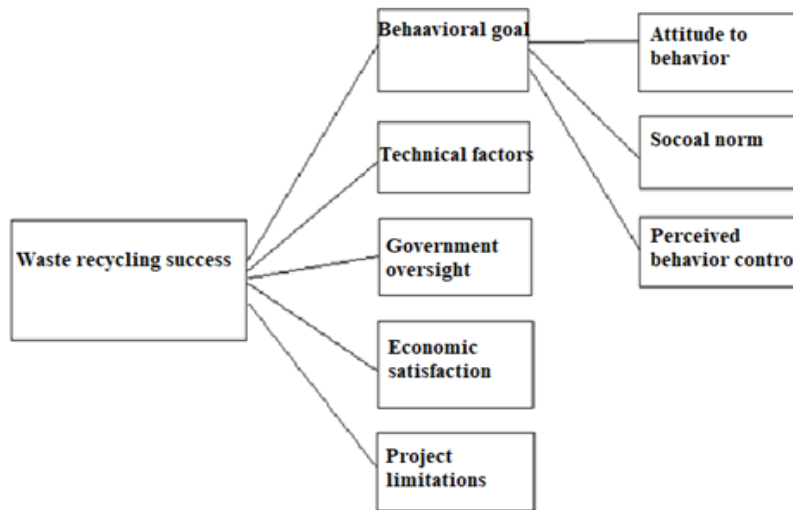 Behaavioral goal
Attitude to
behavior
Technical factors
Socoal norm
Waste recycling success
Government
oversight
Perceived
behavior contro
Economic
satisfaction
Project
limitations